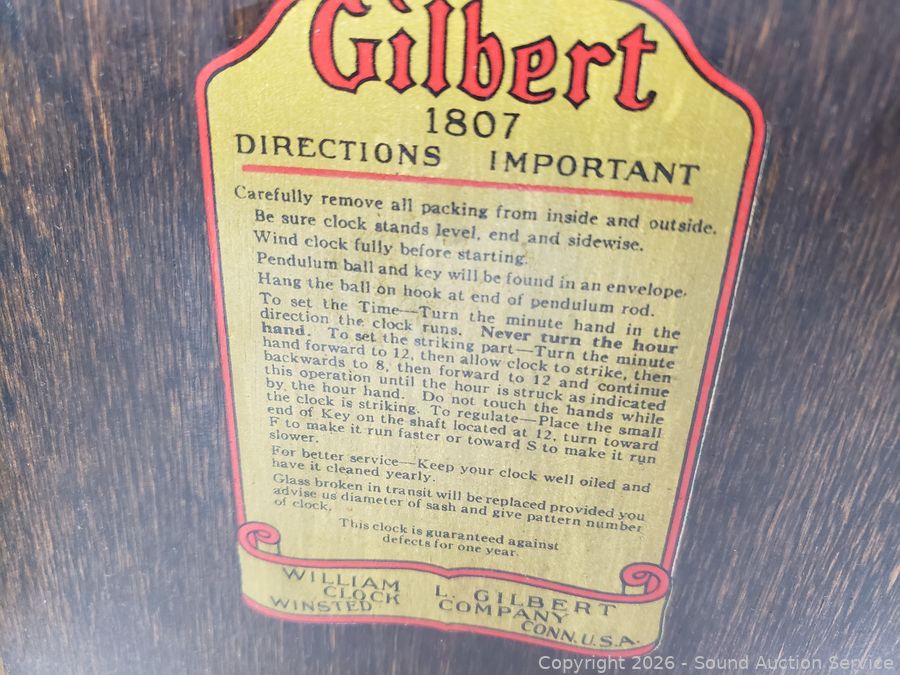 Gilbert
1807
DIRECTIONS IMPORTANT
Carefully remove all packing from inside and outside.
Be sure clock stands level, end and sidewise.
Wind clock fully before starting.
Pendulum ball and key will be found in an envelope.
Hang the ball on hook at end of pendulum rod.
To set the Time—Turn the minute hand in the
direction the clock runs. Never turn the hour
hand. To set the striking part—Turn the minute
hand forward to 12, then allow clock to strike, then
backwards to 8, then forward to 12 and continue
this operation until the hour is struck as indicated
by the hour hand. Do not touch the hands while
the clock is striking. To regulate—Place the small
end of Key on the shaft located at 12, turn toward
F to make it run faster or toward S to make it run
slower.
For better service—Keep your clock well oiled and
have it cleaned yearly.
Glass broken in transit will be replaced provided you
advise us diameter of sash and give pattern number
of clock.
This clock is guaranteed against
defects for one year.
WILLIAM L. GILBERT
CLOCK COMPANY
WINSTED CONN. U.S.A.
Copyright 2026 - Sound Auction Service